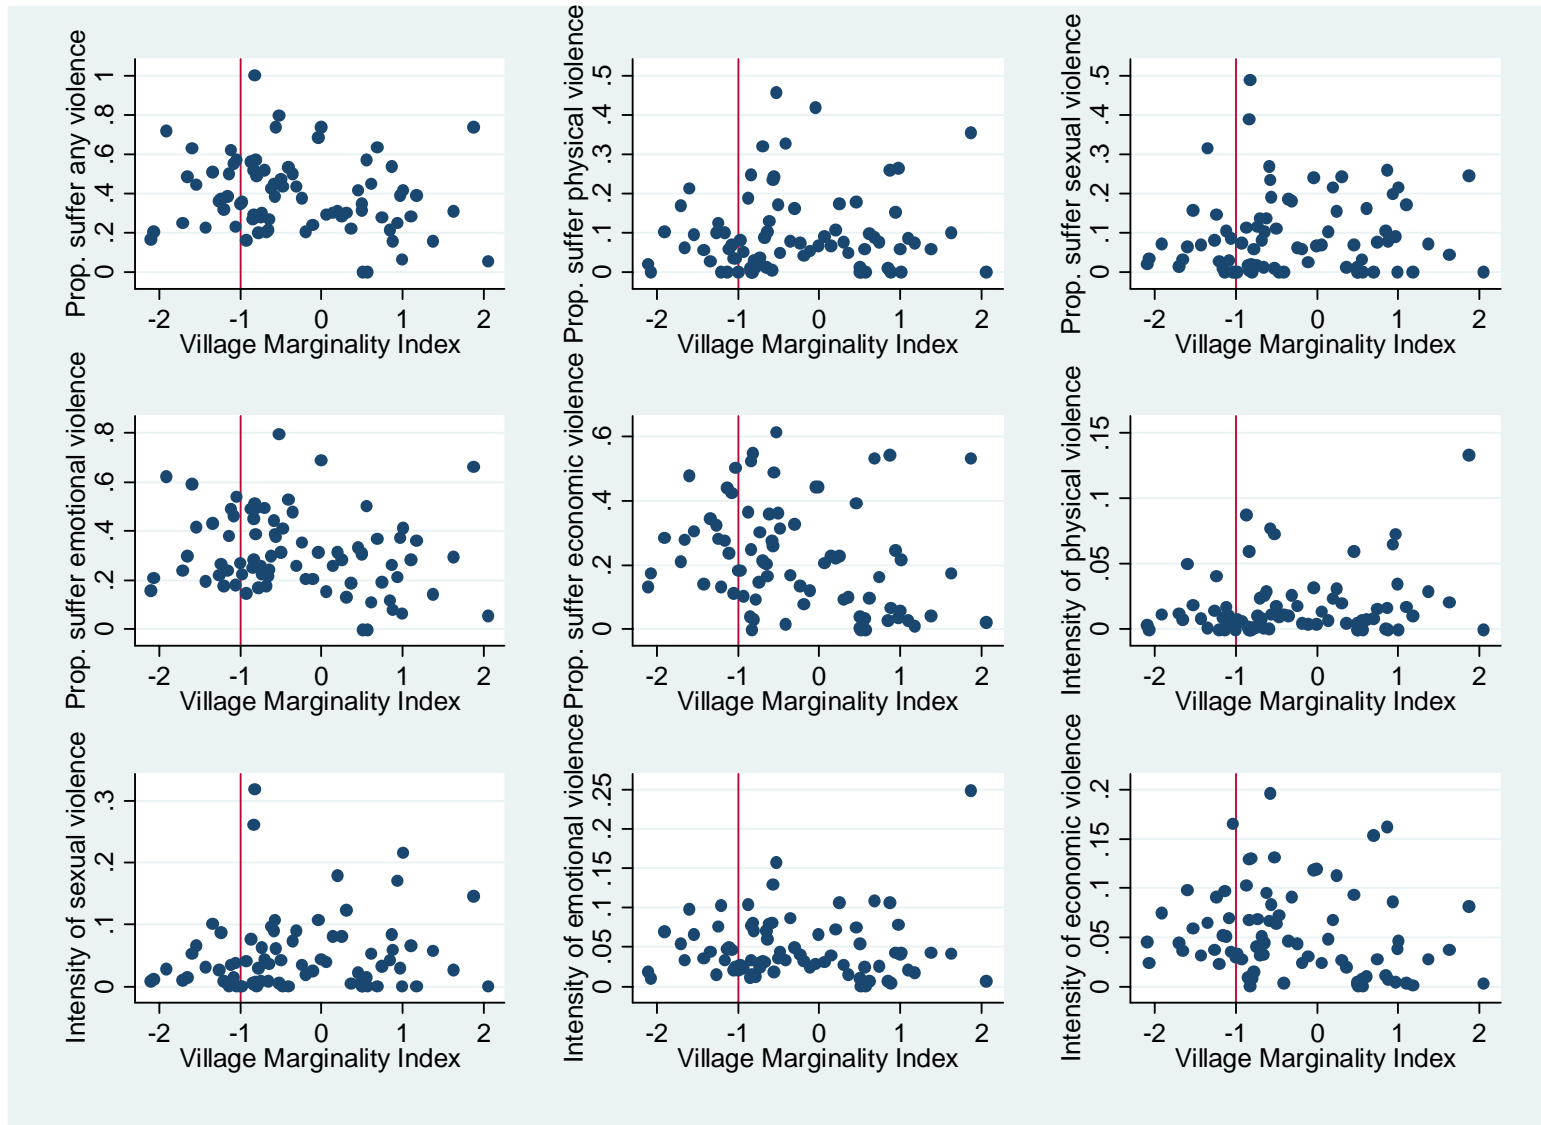 Prop. suffer any violence
1
.8
.6
.4
.2
0
-2 -1 0 1 2
Village Marginality Index
Prop. suffer physical violence
.5
.4
.3
.2
.1
0
-2 -1 0 1 2
Village Marginality Index
Prop. suffer sexual violence
.5
.4
.3
.2
.1
0
-2 -1 0 1 2
Village Marginality Index
Prop. suffer emotional violence
.8
.6
.4
.2
0
-2 -1 0 1 2
Village Marginality Index
Prop. suffer economic violence
.6
.4
.2
0
-2 -1 0 1 2
Village Marginality Index
Intensity of physical violence
.15
.1
.05
0
-2 -1 0 1 2
Village Marginality Index
Intensity of sexual violence
.3
.2
.1
0
-2 -1 0 1 2
Village Marginality Index
Intensity of emotional violence
.25
.2
.15
.1
.05
0
-2 -1 0 1 2
Village Marginality Index
Intensity of economic violence
.2
.15
.1
.05
0
-2 -1 0 1 2
Village Marginality Index